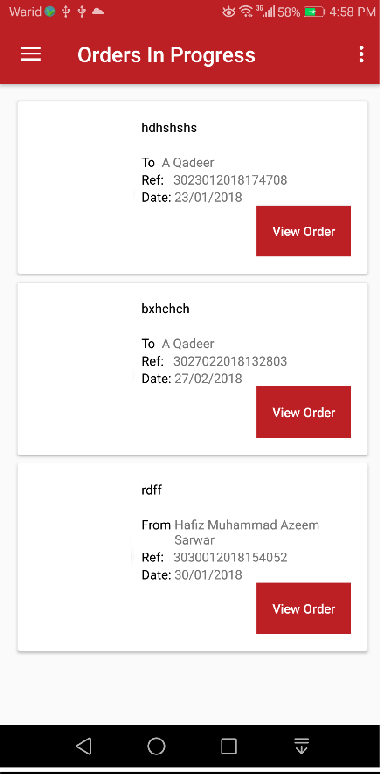 Warid 3G 58% 4:58 PM
Orders In Progress
hdhshshs
To A Qadeer
Ref: 3023012018174708
Date: 23/01/2018
View Order
bxhchch
To A Qadeer
Ref: 3027022018132803
Date: 27/02/2018
View Order
rdff
From Hafiz Muhammad Azeem
Sarwar
Ref: 3030012018154052
Date: 30/01/2018
View Order